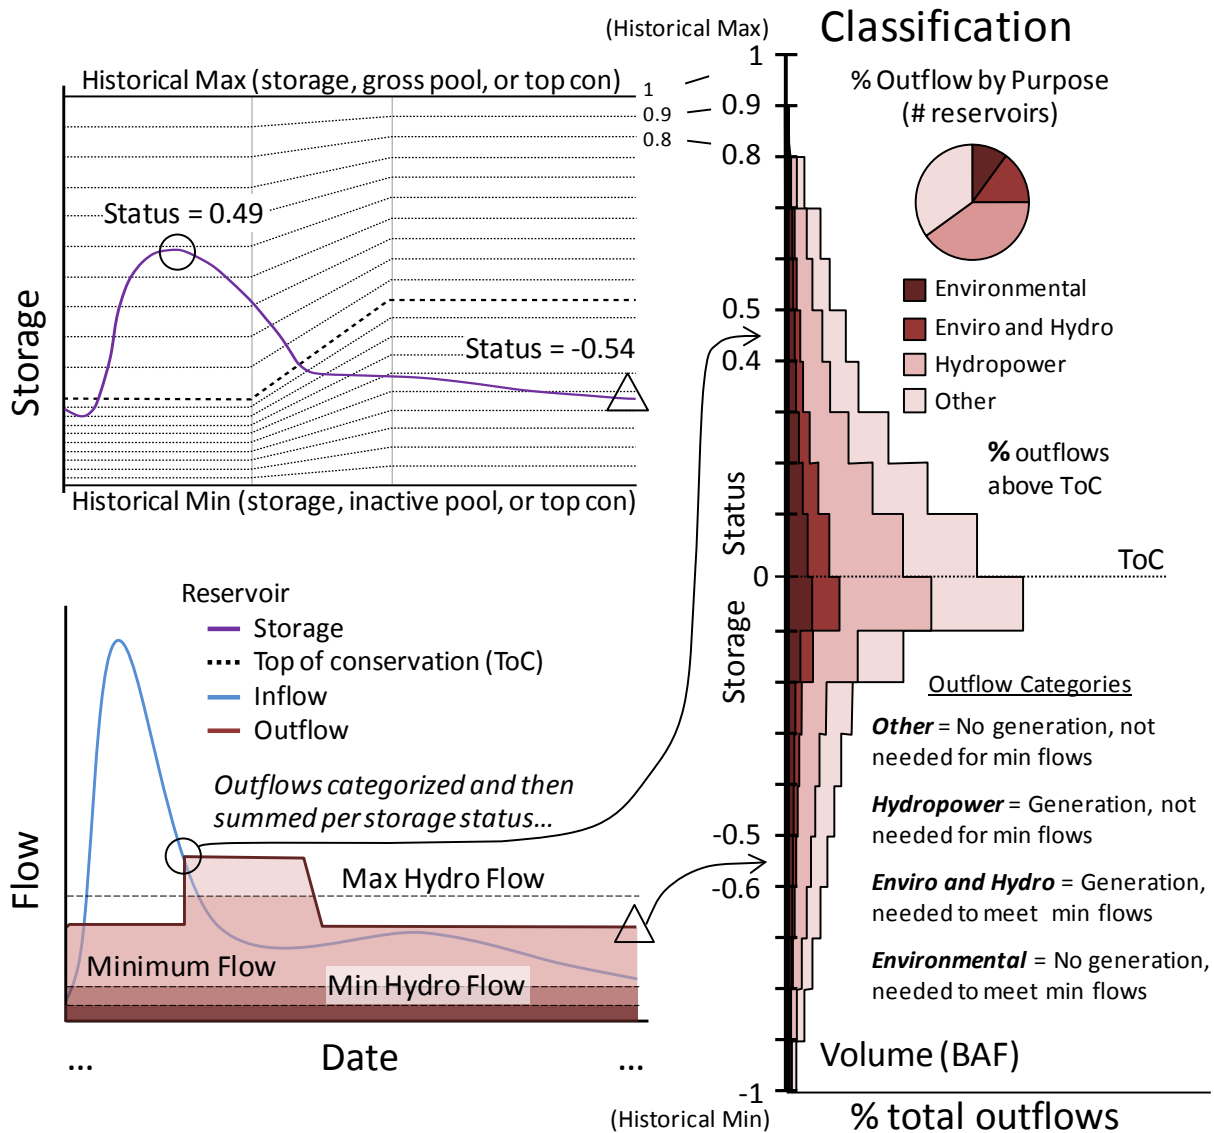 (Historical Max)
Classification
Historical Max (storage, gross pool, or top con)
1
0.9
0.8
Status = 0.49
Status = -0.54
Storage
Historical Min (storage, inactive pool, or top con)
Reservoir
Storage
Top of conservation (ToC)
Inflow
Outflow
Outflows categorized and then
summed per storage status...
Max Hydro Flow
Minimum Flow
Min Hydro Flow
Flow
...
Date
...
1
0.9
0.8
0.5
0.4
0
-0.5
-0.6
-1
(Historical Min)
Storage Status
% Outflow by Purpose
(# reservoirs)
Environmental
Enviro and Hydro
Hydropower
Other
% outflows
above ToC
ToC
Outflow Categories
Other = No generation, not
needed for min flows
Hydropower = Generation, not
needed for min flows
Enviro and Hydro = Generation,
needed to meet min flows
Environmental = No generation,
needed to meet min flows
Volume (BAF)
% total outflows